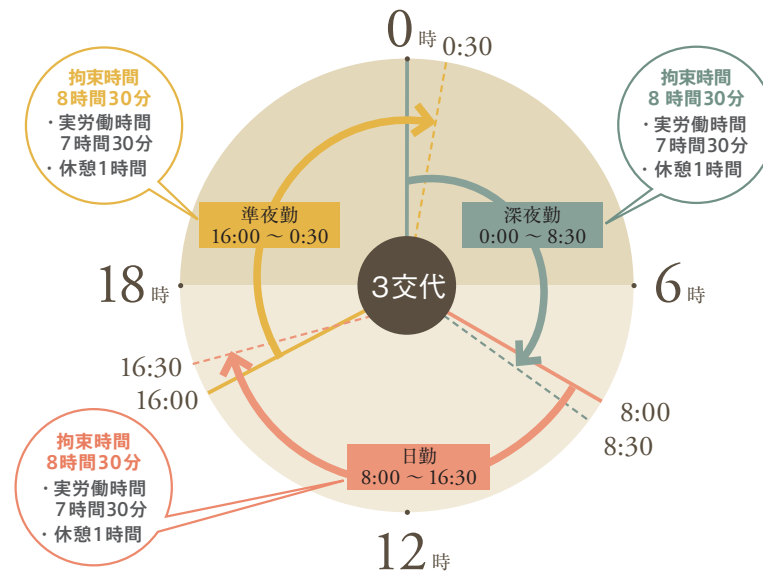 0時
0:30
拘束時間
8時間30分
・実労働時間
7時間30分
・休憩1時間
拘束時間
8時間30分
・実労働時間
7時間30分
・休憩1時間
準夜勤
16:00 ～ 0:30
深夜勤
0:00 ～ 8:30
18時
3交代
6時
16:30
16:00
8:00
8:30
拘束時間
8時間30分
・実労働時間
7時間30分
・休憩1時間
日勤
8:00 ～ 16:30
12時